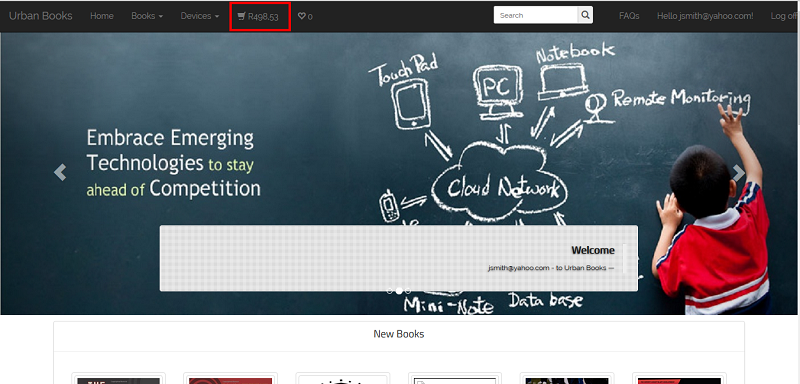 Urban Books Home Books Devices R498.53 0 Search FAQs Hello jsmith@yahoo.com! Log off
Embrace Emerging
Technologies to stay
ahead of Competition
TouchPad
PC
Notebook
Remote Monitoring
Cloud Network
Mini-Note Data base
Welcome
jsmith@yahoo.com - to Urban Books —
New Books
THE